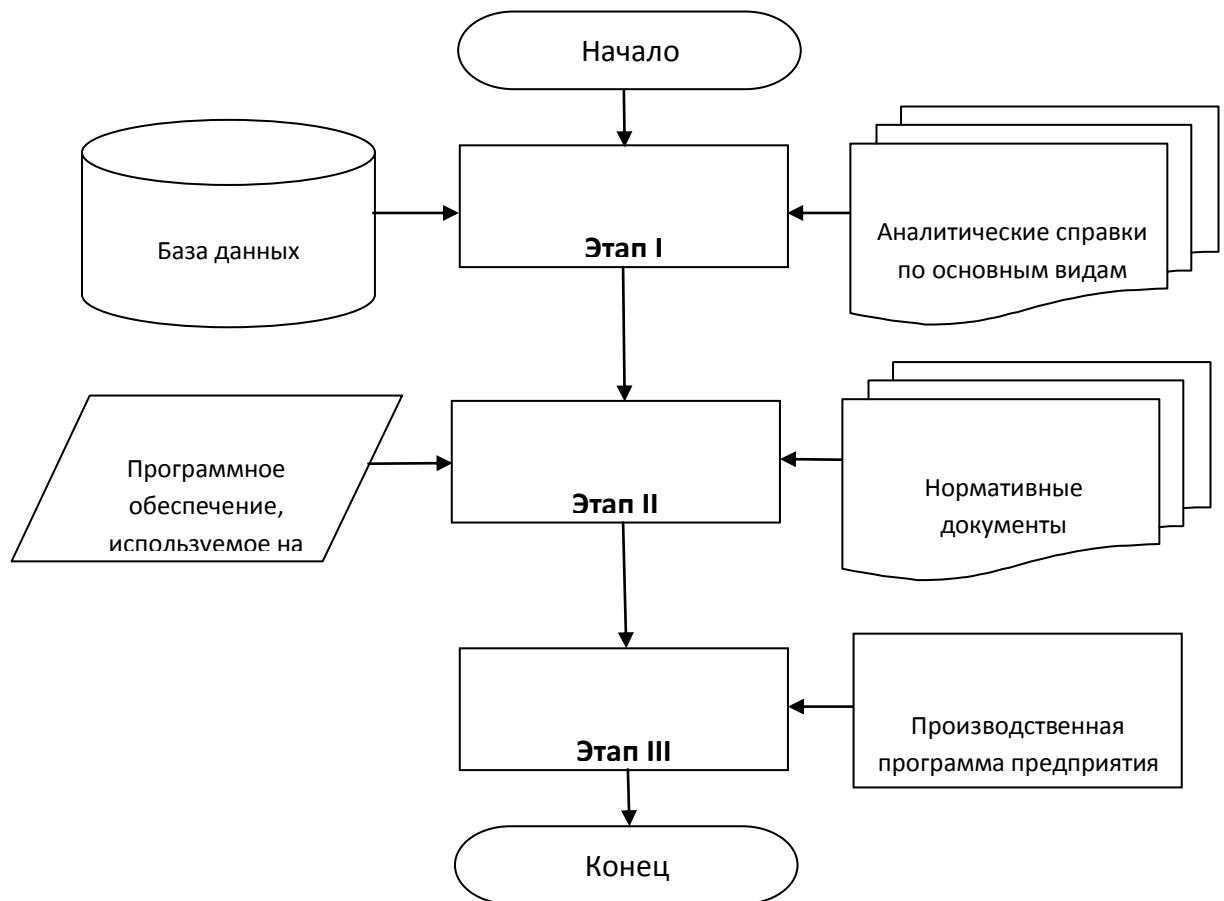 Начало
База данных
Этап I
Аналитические справки
по основным видам
Программное
обеспечение,
используемое на
Этап II
Нормативные
документы
Этап III
Производственная
программа предприятия
Конец